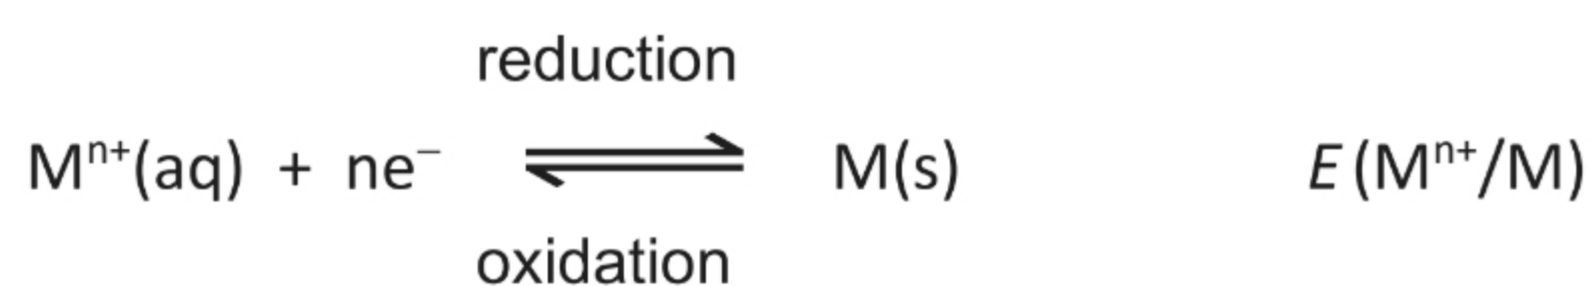 reduction
Mⁿ⁺(aq) + ne⁻ ⇌ M(s) E(Mⁿ⁺/M)
oxidation